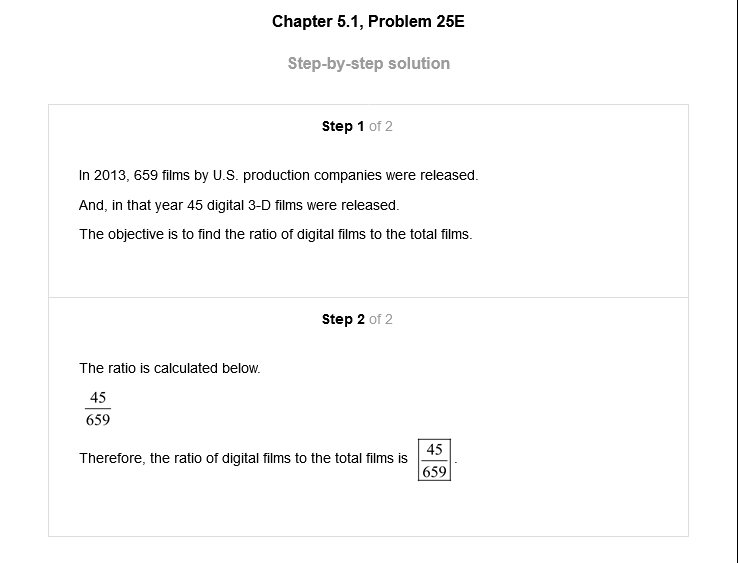 Chapter 5.1, Problem 25E
Step-by-step solution
Step 1 of 2
In 2013, 659 films by U.S. production companies were released.
And, in that year 45 digital 3-D films were released.
The objective is to find the ratio of digital films to the total films.
Step 2 of 2
The ratio is calculated below.
45
659
Therefore, the ratio of digital films to the total films is 45/659.